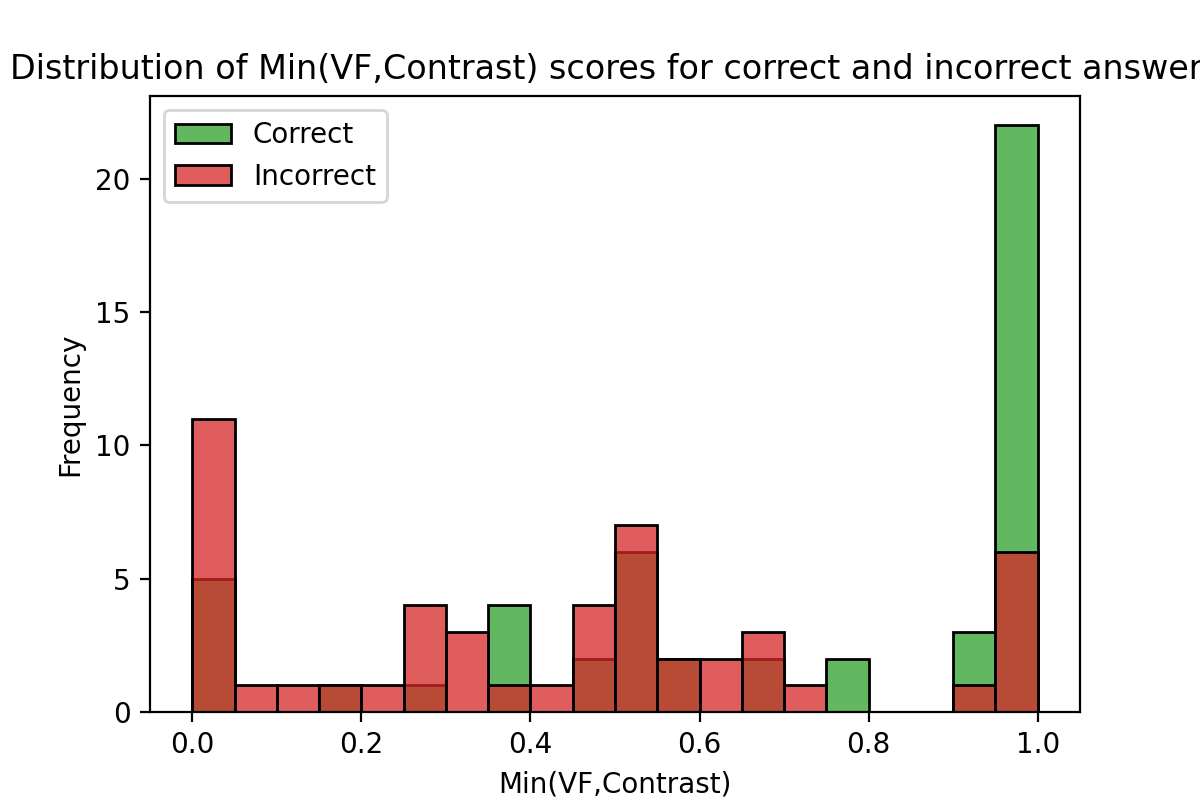 Distribution of Min(VF,Contrast) scores for correct and incorrect answer
Correct
Incorrect
Frequency
20
15
10
5
0
0.0 0.2 0.4 0.6 0.8 1.0
Min(VF,Contrast)